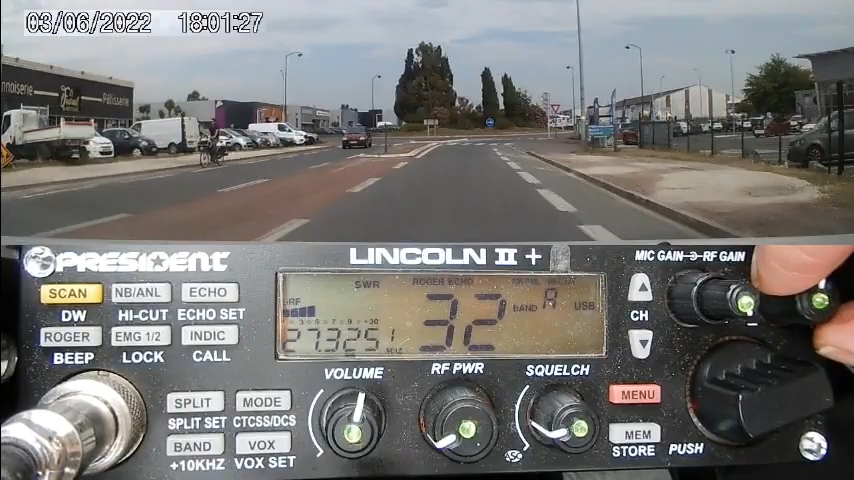 03/06/2022 18:01:27
Pâtisserie
PRESIDENT
LINCOLN II +
MIC GAIN RF GAIN
SCAN NB/ANL ECHO
DW HI-CUT ECHO SET
ROGER EMG 1/2 INDIC
BEEP LOCK CALL
SWR ROGER ECHO
RF
32 BAND A USB
27.3251 MHz
CH
VOLUME RF PWR SQUELCH
SPLIT MODE
SPLIT SET CTCSS/DCS
BAND VOX
+10KHZ VOX SET
ASC
MENU
MEM
STORE PUSH